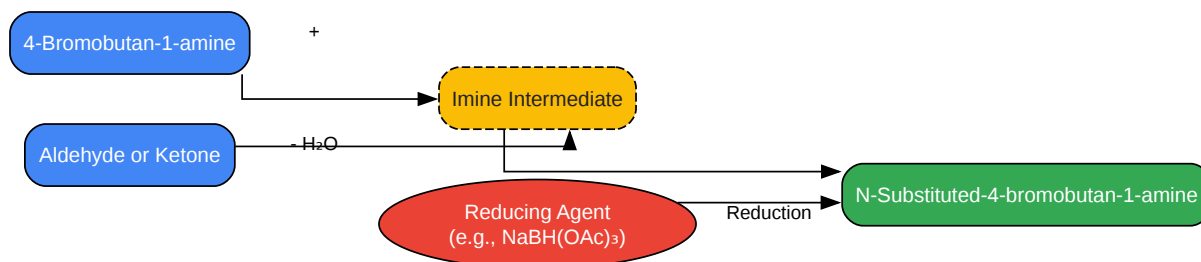 4-Bromobutan-1-amine
+
Imine Intermediate
Aldehyde or Ketone
- H₂O
N-Substituted-4-bromobutan-1-amine
Reducing Agent
(e.g., NaBH(OAc)₃)
Reduction